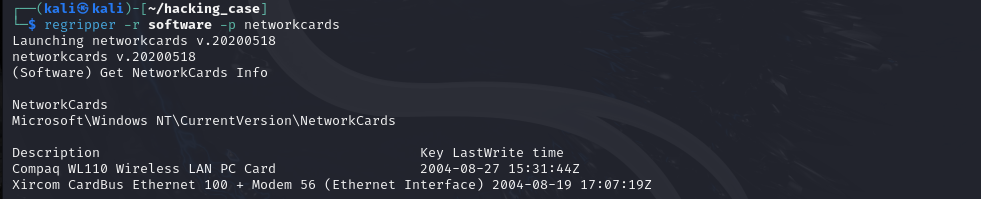 ┌──(kali㉿kali)-[~/hacking_case]
└─$ regripper -r software -p networkcards
Launching networkcards v.20200518
networkcards v.20200518
(Software) Get NetworkCards Info
NetworkCards
Microsoft\Windows NT\CurrentVersion\NetworkCards
Description Key LastWrite time
Compaq WL110 Wireless LAN PC Card 2004-08-27 15:31:44Z
Xircom CardBus Ethernet 100 + Modem 56 (Ethernet Interface) 2004-08-19 17:07:19Z